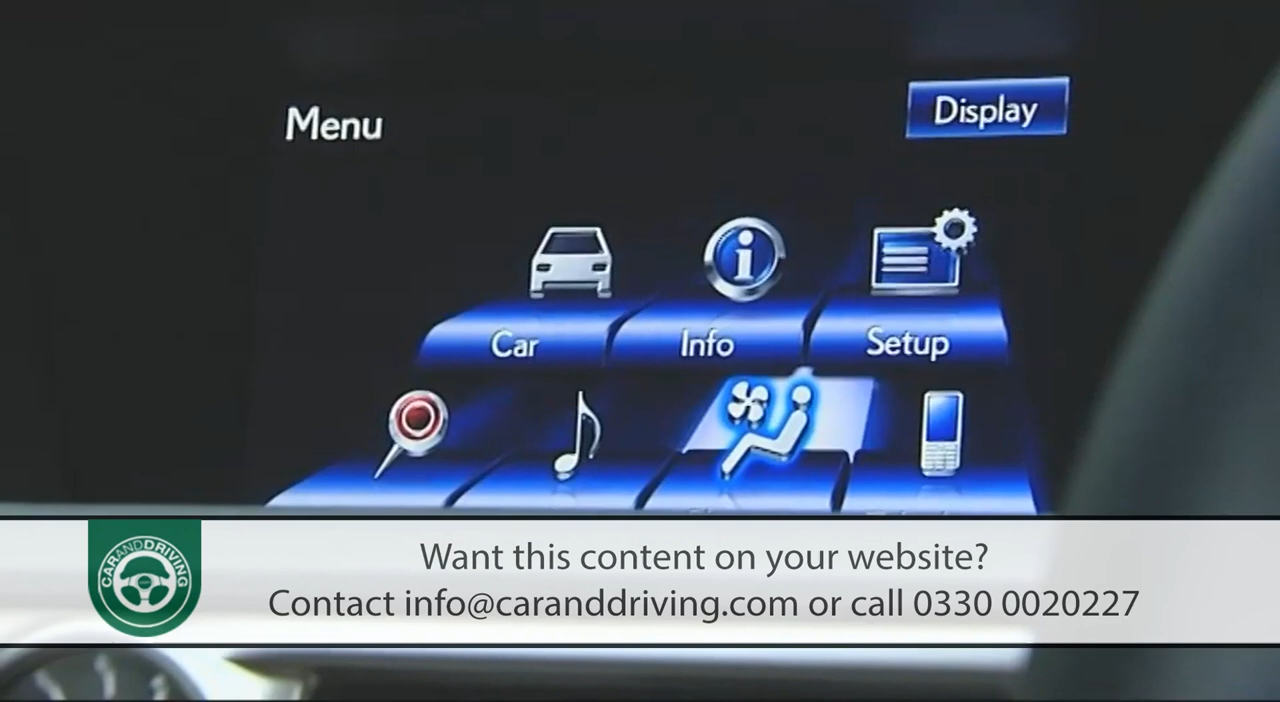 Menu
Display
Car
Info
Setup
CARANDDRIVING
Want this content on your website?
Contact info@caranddriving.com or call 0330 0020227